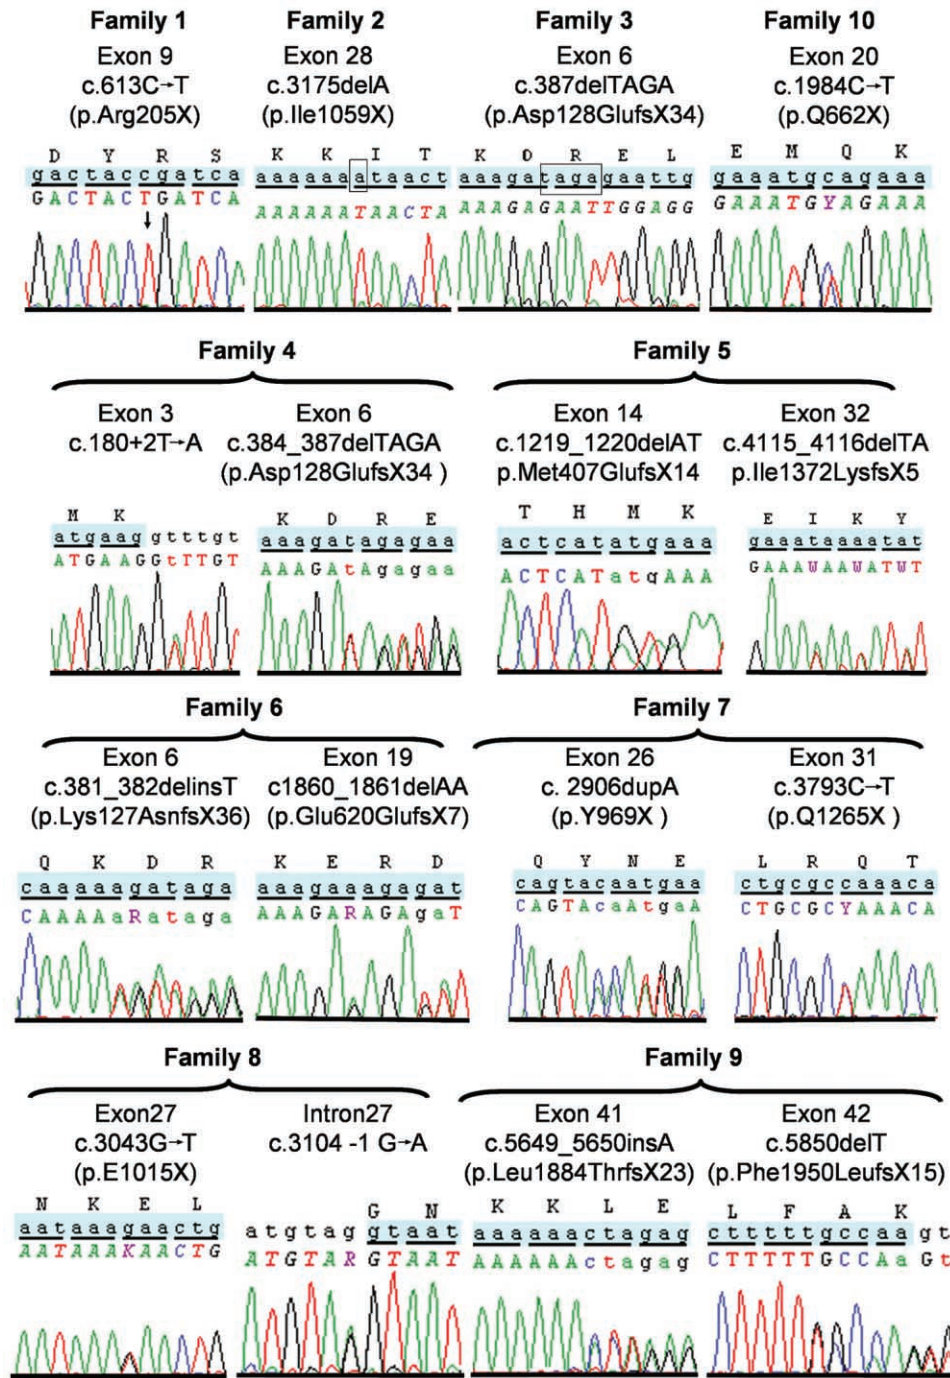 Family 1 Family 2 Family 3 Family 10
Exon 9 Exon 28 Exon 6 Exon 20
c.613C→T c.3175delA c.387delTAGA c.1984C→T
(p.Arg205X) (p.Ile1059X) (p.Asp128GlufsX34) (p.Q662X)
D Y R S K K I T K D R E L E M Q K
gactaccgatca aaaaaaataact aaagatagagaattg gaaatgcagaaa
GACTACTGATCA AAAAAATAACTA AAAGAGAATTGGAGG GAAATGYAGAAA
Family 4 Family 5
Exon 3 Exon 6 Exon 14 Exon 32
c.180+2T→A c.384_387delTAGA c.1219_1220delAT c.4115_4116delTA
(p.Asp128GlufsX34 ) p.Met407GlufsX14 p.Ile1372LysfsX5
M K K D R E T H M K E I K Y
atgaaggtttgt aaagatagagaa actcatatgaaa gaaataaaatat
ATGAAGGtTTGT AAAGAtAgagaa ACTCATatgAAA GAAAWAAWATWT
Family 6 Family 7
Exon 6 Exon 19 Exon 26 Exon 31
c.381_382delinsT c1860_1861delAA c. 2906dupA c.3793C→T
(p.Lys127AsnfsX36) (p.Glu620GlufsX7) (p.Y969X ) (p.Q1265X )
Q K D R K E R D Q Y N E L R Q T
caaaaagataga aaagaaagagat cagtacaatgaa ctgcgccaaaca
CAAAAaRataga AAAGARAGAgaT CAGTAcaAtgaA CTGCGCYAAACA
Family 8 Family 9
Exon27 Intron27 Exon 41 Exon 42
c.3043G→T c.3104 -1 G→A c.5649_5650insA c.5850delT
(p.E1015X) (p.Leu1884ThrfsX23) (p.Phe1950LeufsX15)
N K E L G N K K L E L F A K
aataaagaactg atgtaggtaat aaaaaactagag ctttttgccaagt
AATAAAKAACTG ATGTARGTAAT AAAAAActagag CTTTTTGCCAaGt